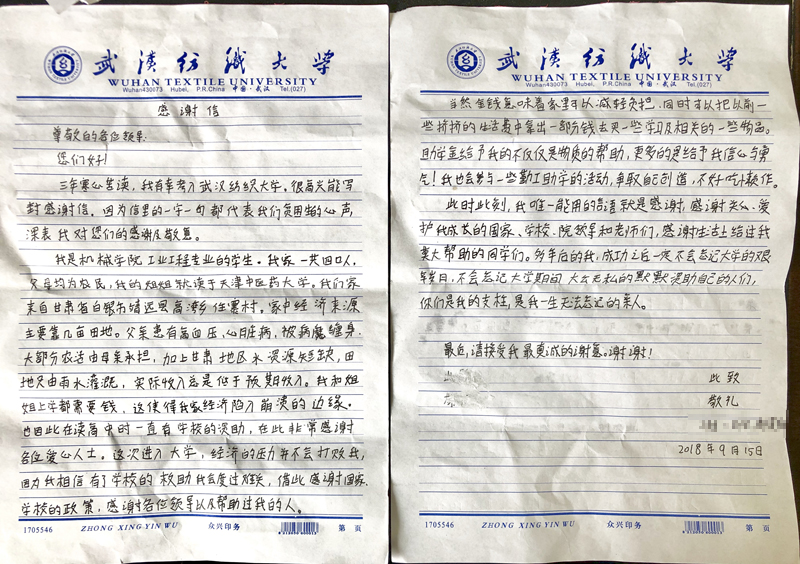 武汉纺织大学
WUHAN TEXTILE UNIVERSITY
Wuhan430073 Hubei, P.R.China 中国·武汉 Tel.(027)
感谢信
尊敬的各位领导:
您们好!
三年寒心苦读,我有幸考入武汉纺织大学。很高兴能写
封感谢信。因为信里的一字一句都代表我们贫困生的心声,
深表我对您们的感谢及敬意。
我是机械学院工业工程专业的学生。我家一共四口人,
父母均为农民,我的姐姐就读于天津中医药大学。我们家
来自甘肃省白银市靖远县高湾乡 村。家中经济来源
主要靠几亩田地。父亲患有高血压,心脏病,被病魔缠身,
大部分农活由母亲承担,加上甘肃地区水资源短缺,田
地只由雨水灌溉,实际收入总是低于预期收入。我和姐
姐上学都需要钱,这使得我家经济陷入崩溃的边缘。
也因此在读高中时一直有学校的资助,在此非常感谢
各位爱心人士。这次进入大学,经济的压力并不会打败我,
因为我相信有了学校的救助我会度过难关,借此感谢国家、
学校的政策,感谢各位领导以及帮助过我的人。
1705546 ZHONG XING YIN WU 众兴印务 第 页
武汉纺织大学
WUHAN TEXTILE UNIVERSITY
Wuhan430073 Hubei, P.R.China 中国·武汉 Tel.(027)
当然金钱意味着家里可以减轻负担,同时可以把以前
一些拮据的生活费中拿出一部分钱去买一些学习及相关的一些物品。
助学金给予我的不仅仅是物质的帮助,更多的是给予我信心与勇
气!我也会参与一些勤工助学的活动,争取自己创造,不好吃懒作。
此时此刻,我唯一能用的言语就是感谢,感谢关心、爱
护我成长的国家、学校、院领导和老师们,感谢生活上给过我
莫大帮助的同学们。多年后的我,成功之后一定不会忘记大学的艰
辛岁月,不会忘记大学期间大公无私的默默资助自己的人们,
你们是我的支柱,是我一生无法忘记的亲人。
最后,请接受我最真诚的谢意。谢谢!
此致
敬礼
2018年9月15日
1705546 ZHONG XING YIN WU 众兴印务 第 页